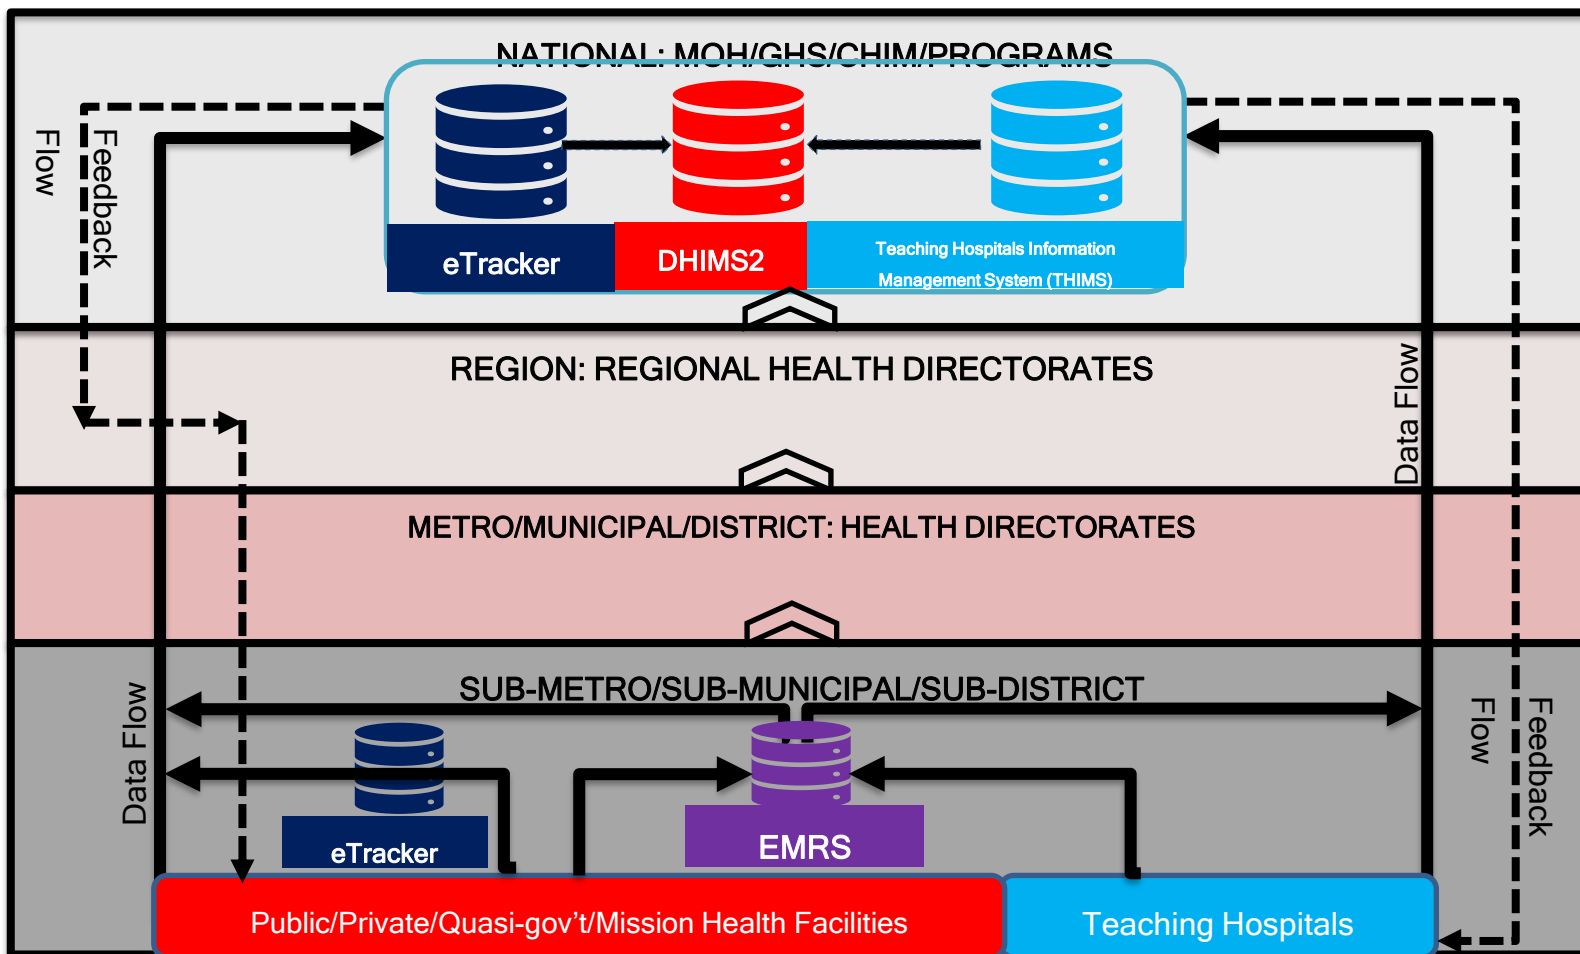 NATIONAL: MOH/GHS/CHIM/PROGRAMS
Feedback
Flow
eTracker
DHIMS2
Teaching Hospitals Information
Management System (THIMS)
REGION: REGIONAL HEALTH DIRECTORATES
Data Flow
METRO/MUNICIPAL/DISTRICT: HEALTH DIRECTORATES
SUB-METRO/SUB-MUNICIPAL/SUB-DISTRICT
Data Flow
Feedback
Flow
eTracker
EMRS
Public/Private/Quasi-gov’t/Mission Health Facilities
Teaching Hospitals